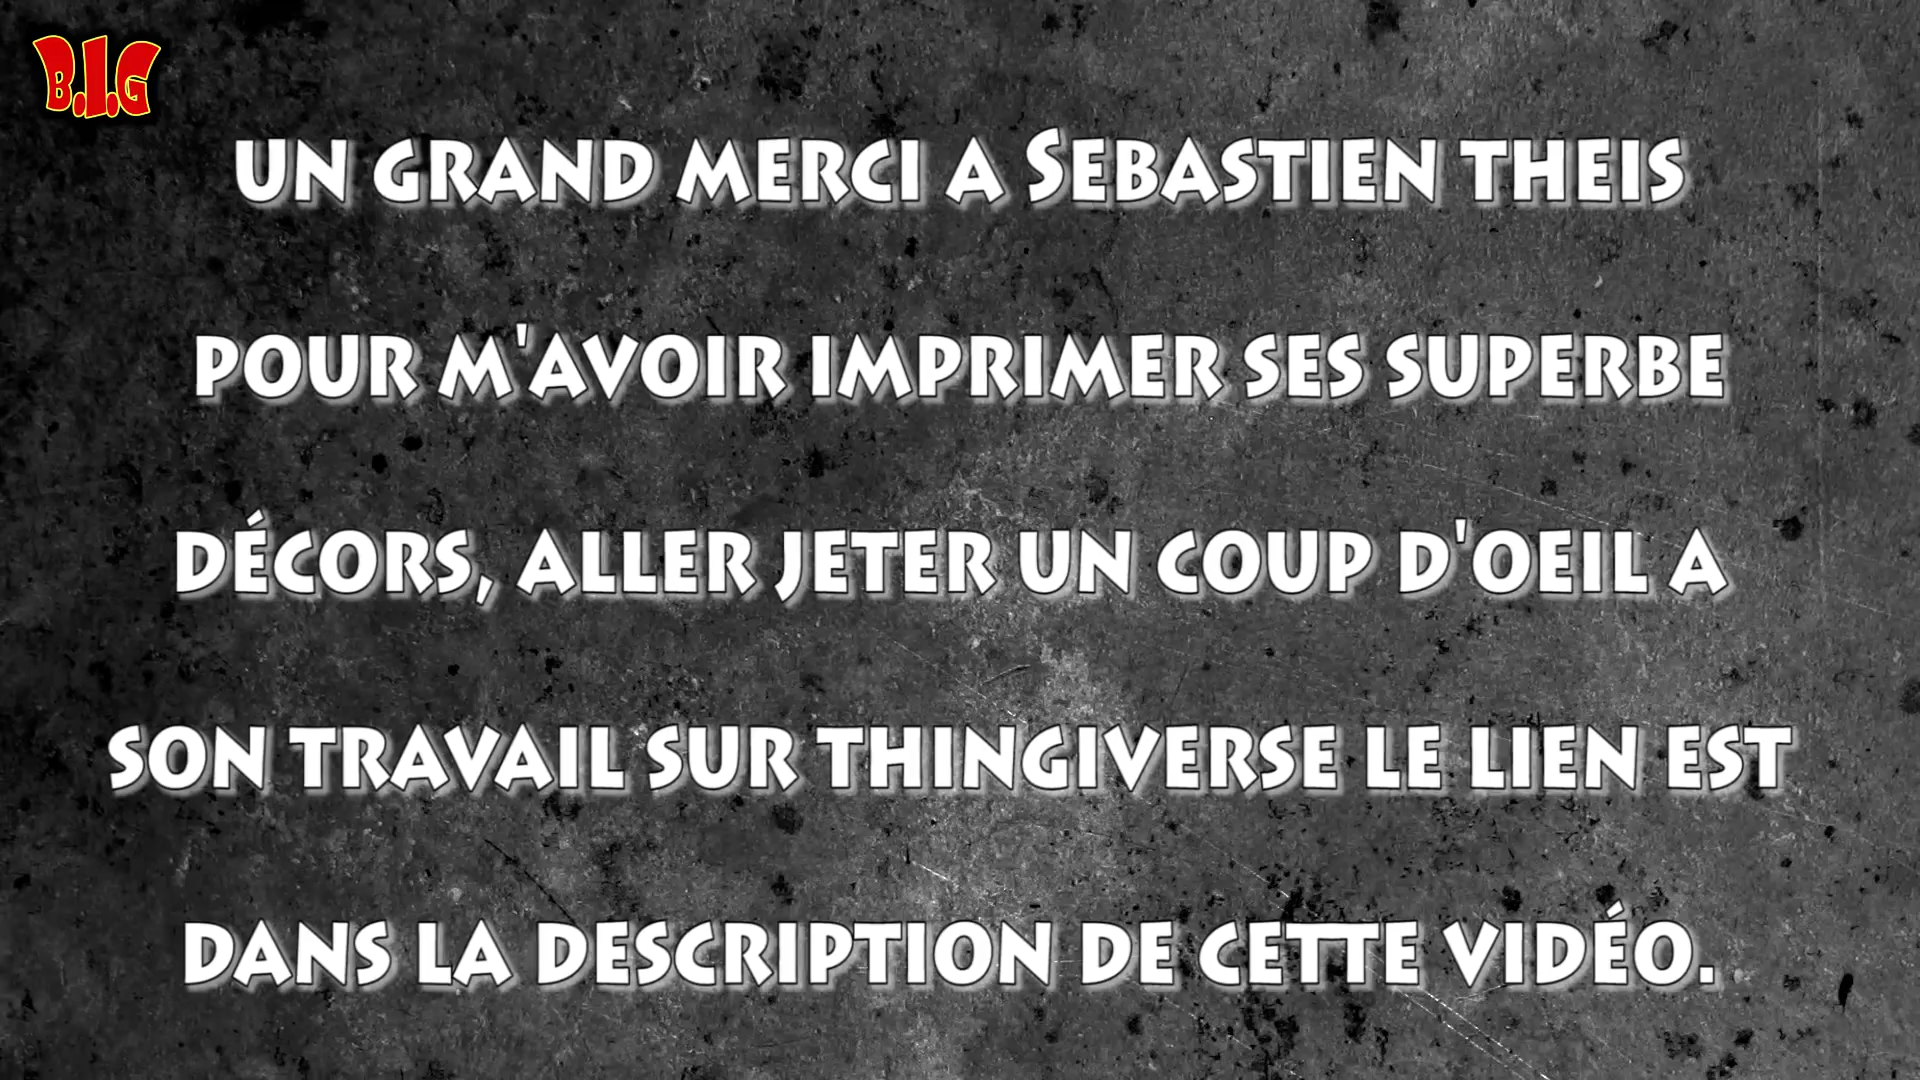 B.I.G
UN GRAND MERCI A SEBASTIEN THEIS
POUR M'AVOIR IMPRIMER SES SUPERBE
DÉCORS, ALLER JETER UN COUP D'OEIL A
SON TRAVAIL SUR THINGIVERSE LE LIEN EST
DANS LA DESCRIPTION DE CETTE VIDÉO.